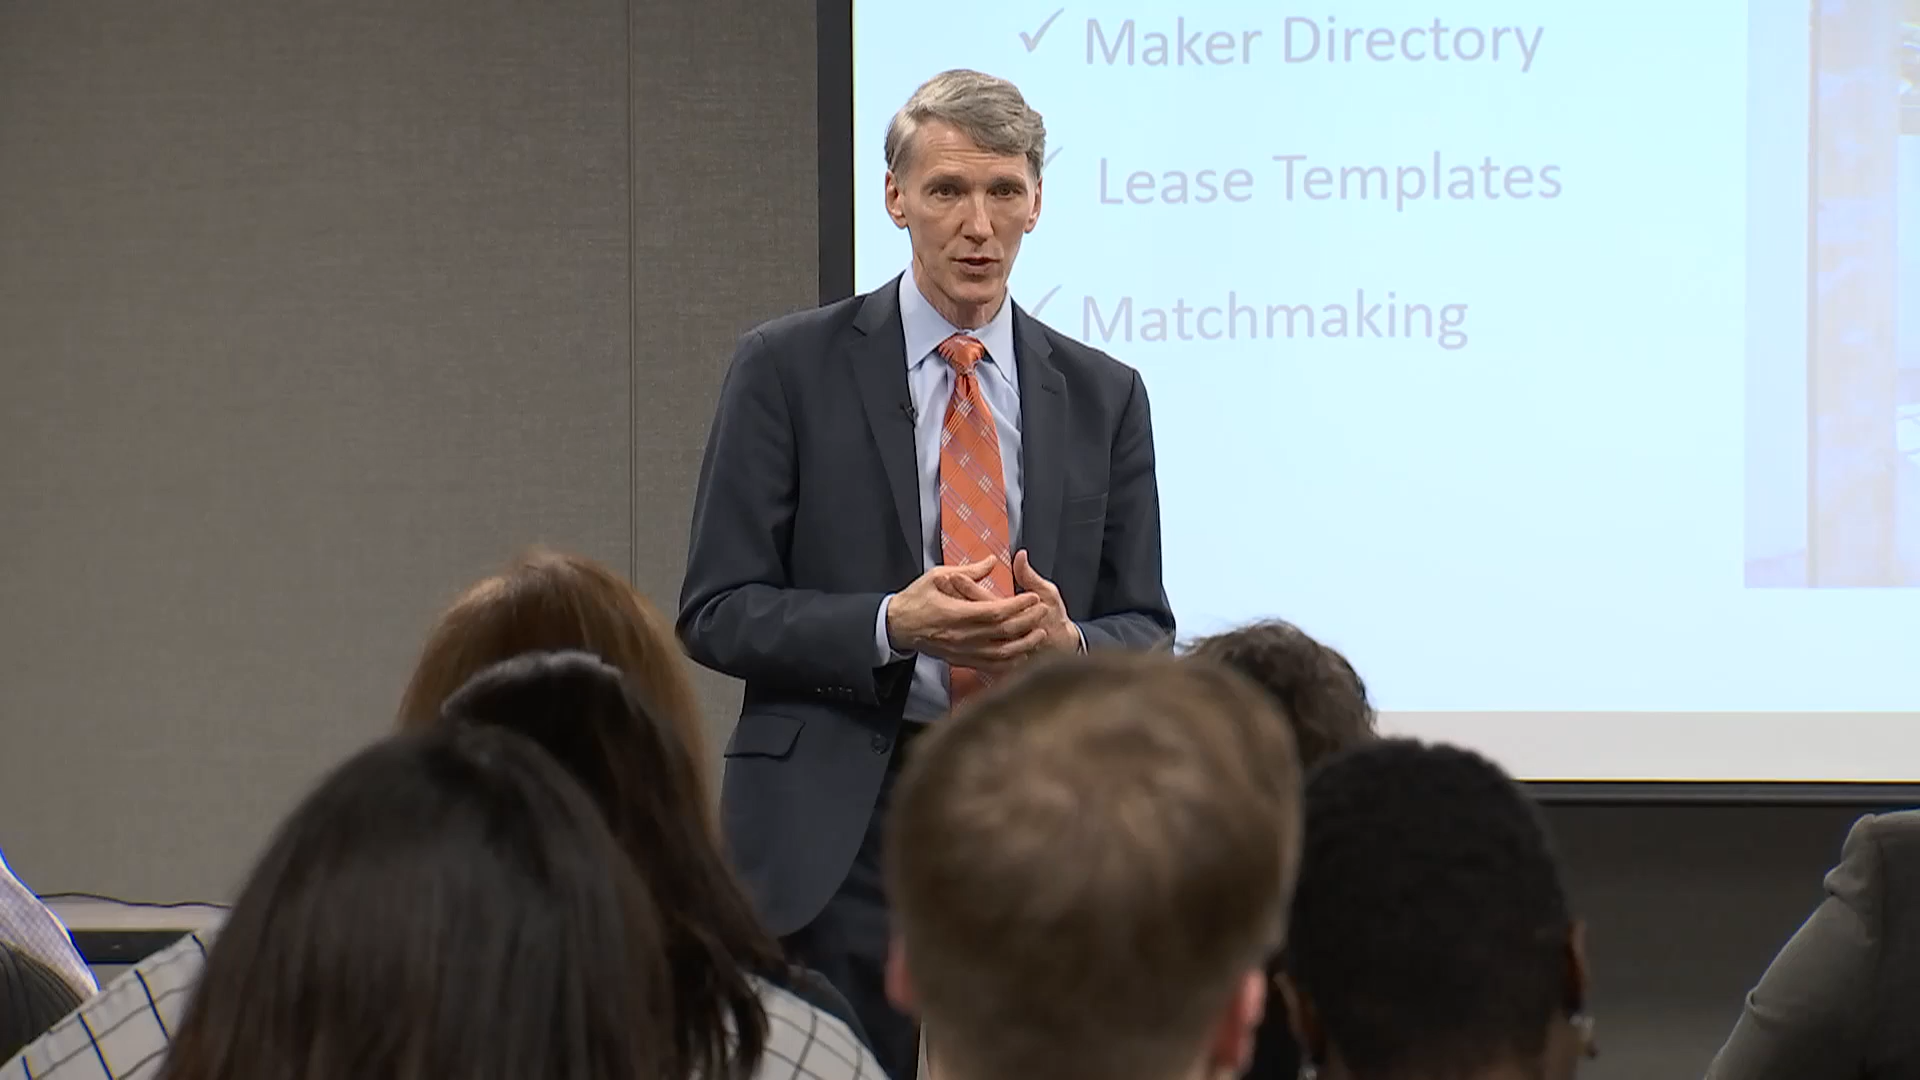 ✓ Maker Directory
✓ Lease Templates
✓ Matchmaking